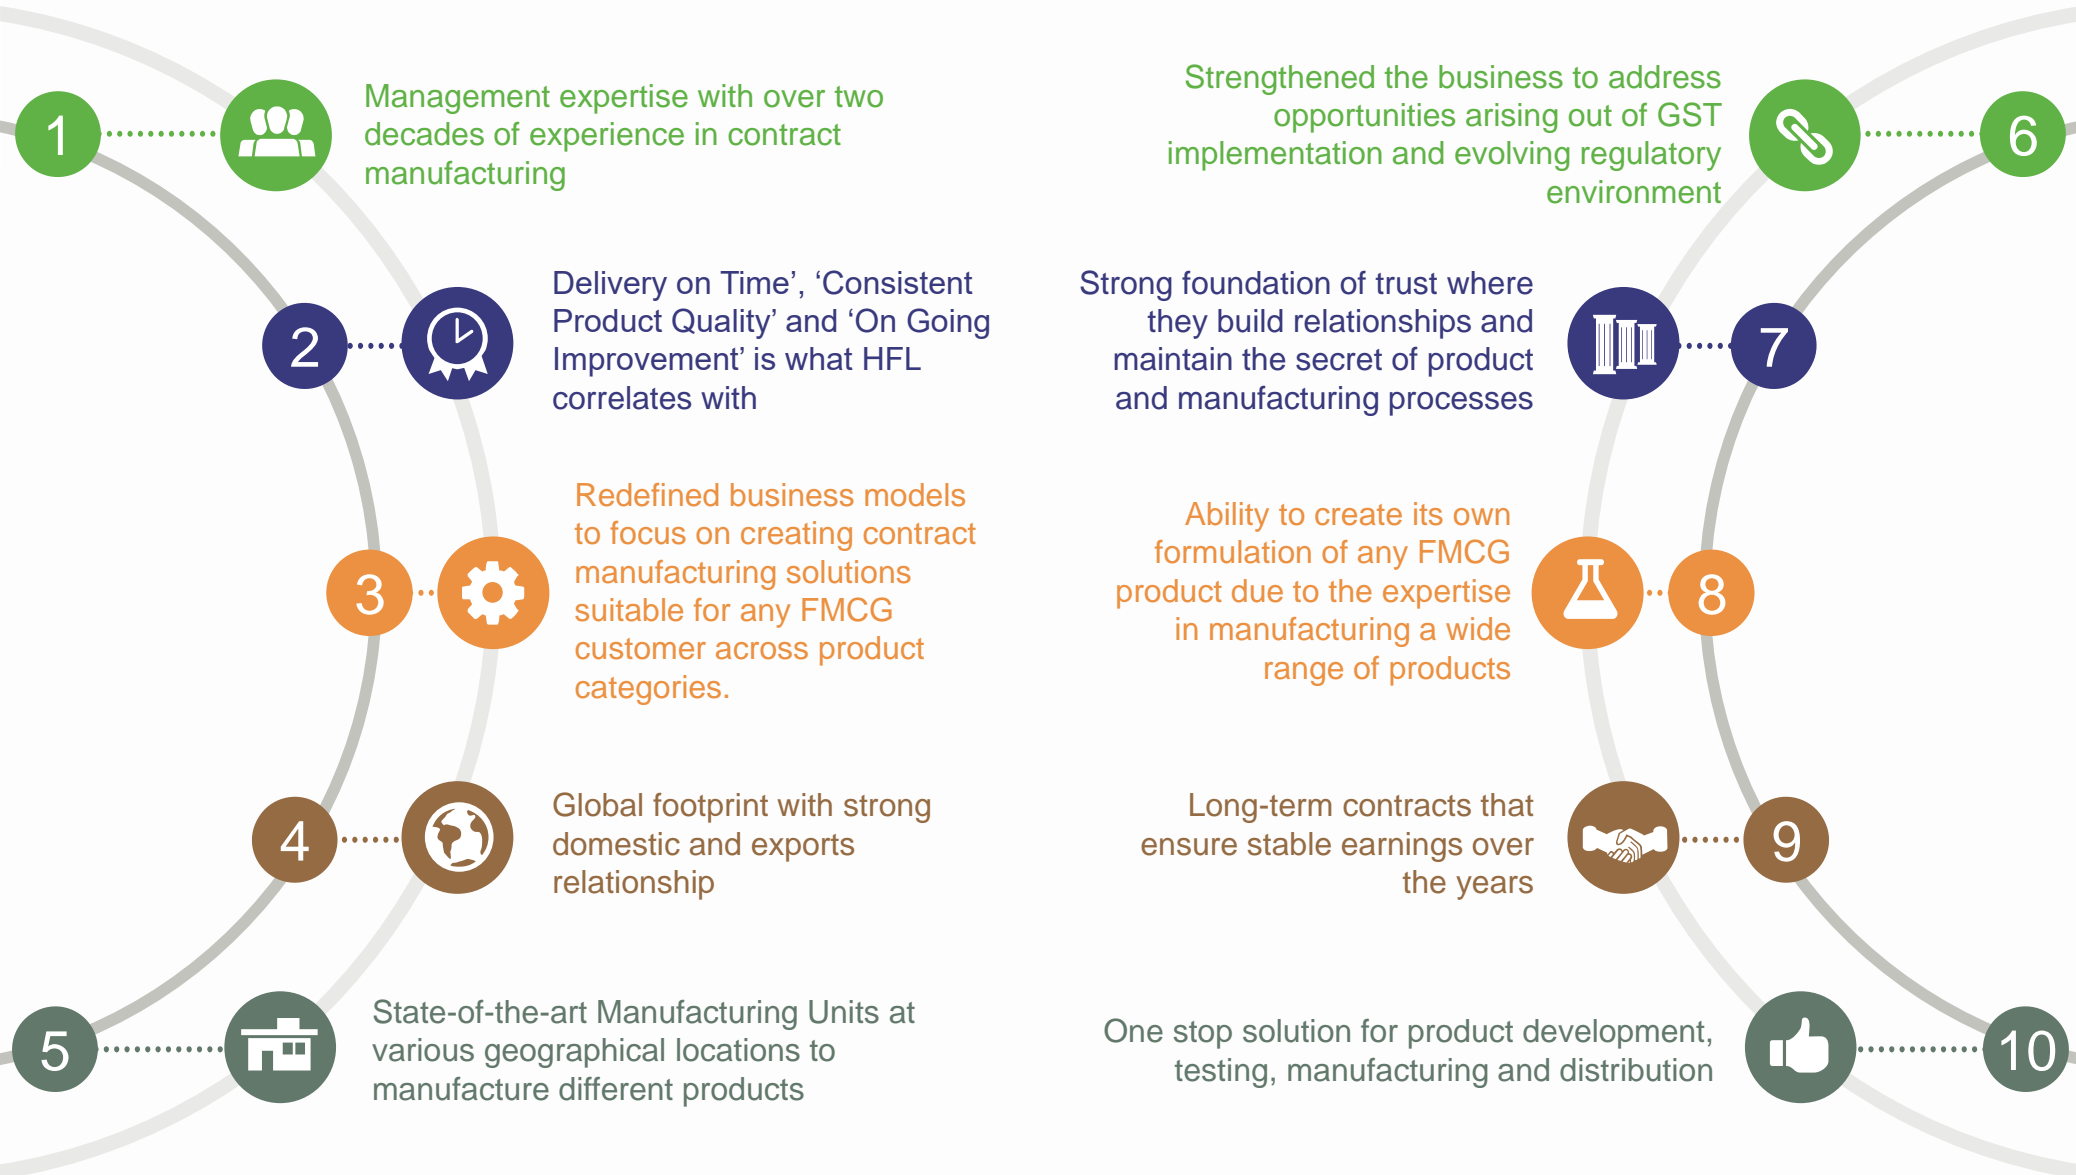 1
Management expertise with over two
decades of experience in contract
manufacturing
2
Delivery on Time’, ‘Consistent
Product Quality’ and ‘On Going
Improvement’ is what HFL
correlates with
3
Redefined business models
to focus on creating contract
manufacturing solutions
suitable for any FMCG
customer across product
categories.
4
Global footprint with strong
domestic and exports
relationship
5
State-of-the-art Manufacturing Units at
various geographical locations to
manufacture different products
Strengthened the business to address
opportunities arising out of GST
implementation and evolving regulatory
environment
6
Strong foundation of trust where
they build relationships and
maintain the secret of product
and manufacturing processes
7
Ability to create its own
formulation of any FMCG
product due to the expertise
in manufacturing a wide
range of products
8
Long-term contracts that
ensure stable earnings over
the years
9
One stop solution for product development,
testing, manufacturing and distribution
10